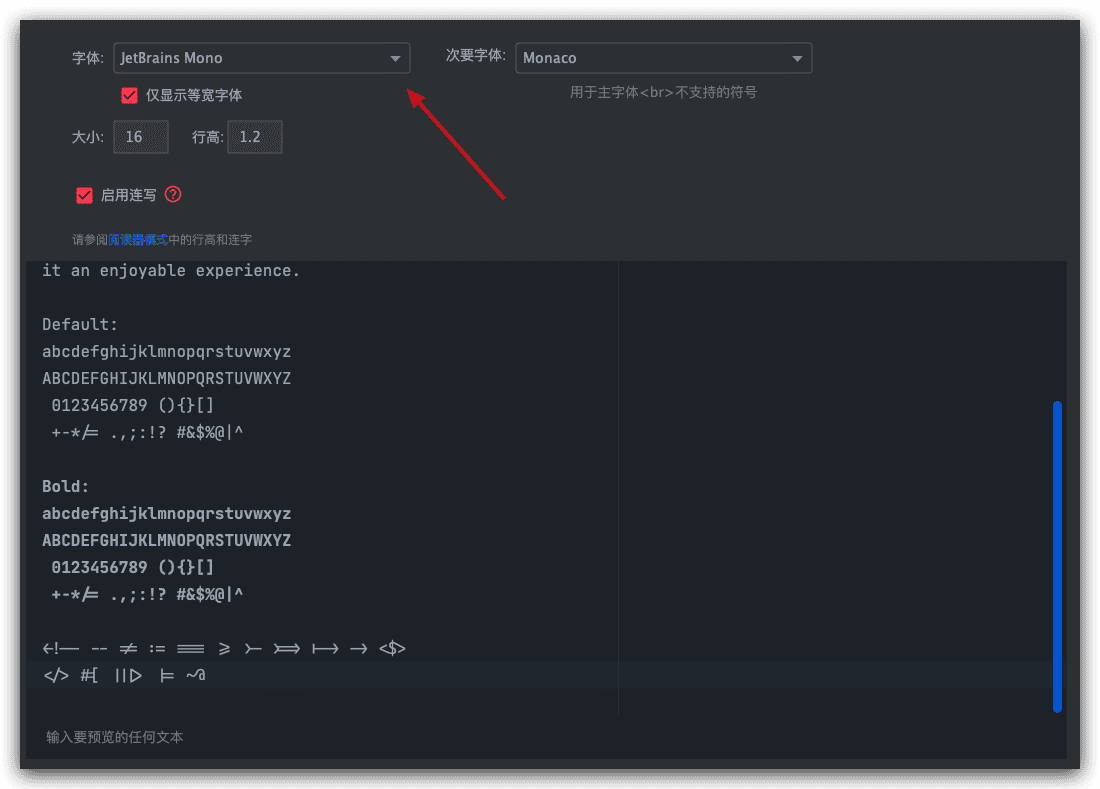 字体: JetBrains Mono 次要字体: Monaco
仅显示等宽字体 用于主字体<br>不支持的符号
大小: 16 行高: 1.2
启用连写 ?
请参阅阅读器模式中的行高和连字
it an enjoyable experience.
Default:
abcdefghijklmnopqrstuvwxyz
ABCDEFGHIJKLMNOPQRSTUVWXYZ
0123456789 (){}[]
+-*/= .,;:!? #&$%@|^
Bold:
abcdefghijklmnopqrstuvwxyz
ABCDEFGHIJKLMNOPQRSTUVWXYZ
0123456789 (){}[]
+-*/= .,;:!? #&$%@|^
<!-- -- != := === >= >- >=> |-> -> <$>
</> #[ ||> |= ~@
输入要预览的任何文本